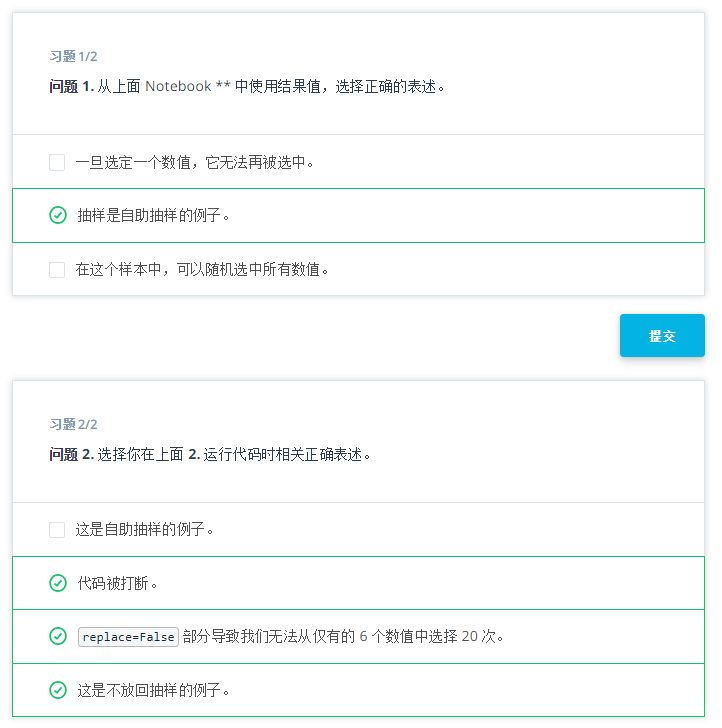 习题 1/2
问题 1. 从上面 Notebook ** 中使用结果值，选择正确的表述。
一旦选定一个数值，它无法再被选中。
抽样是自助抽样的例子。
在这个样本中，可以随机选中所有数值。
提交
习题 2/2
问题 2. 选择你在上面 2. 运行代码时相关正确表述。
这是自助抽样的例子。
代码被打断。
replace=False 部分导致我们无法从仅有的 6 个数值中选择 20 次。
这是不放回抽样的例子。